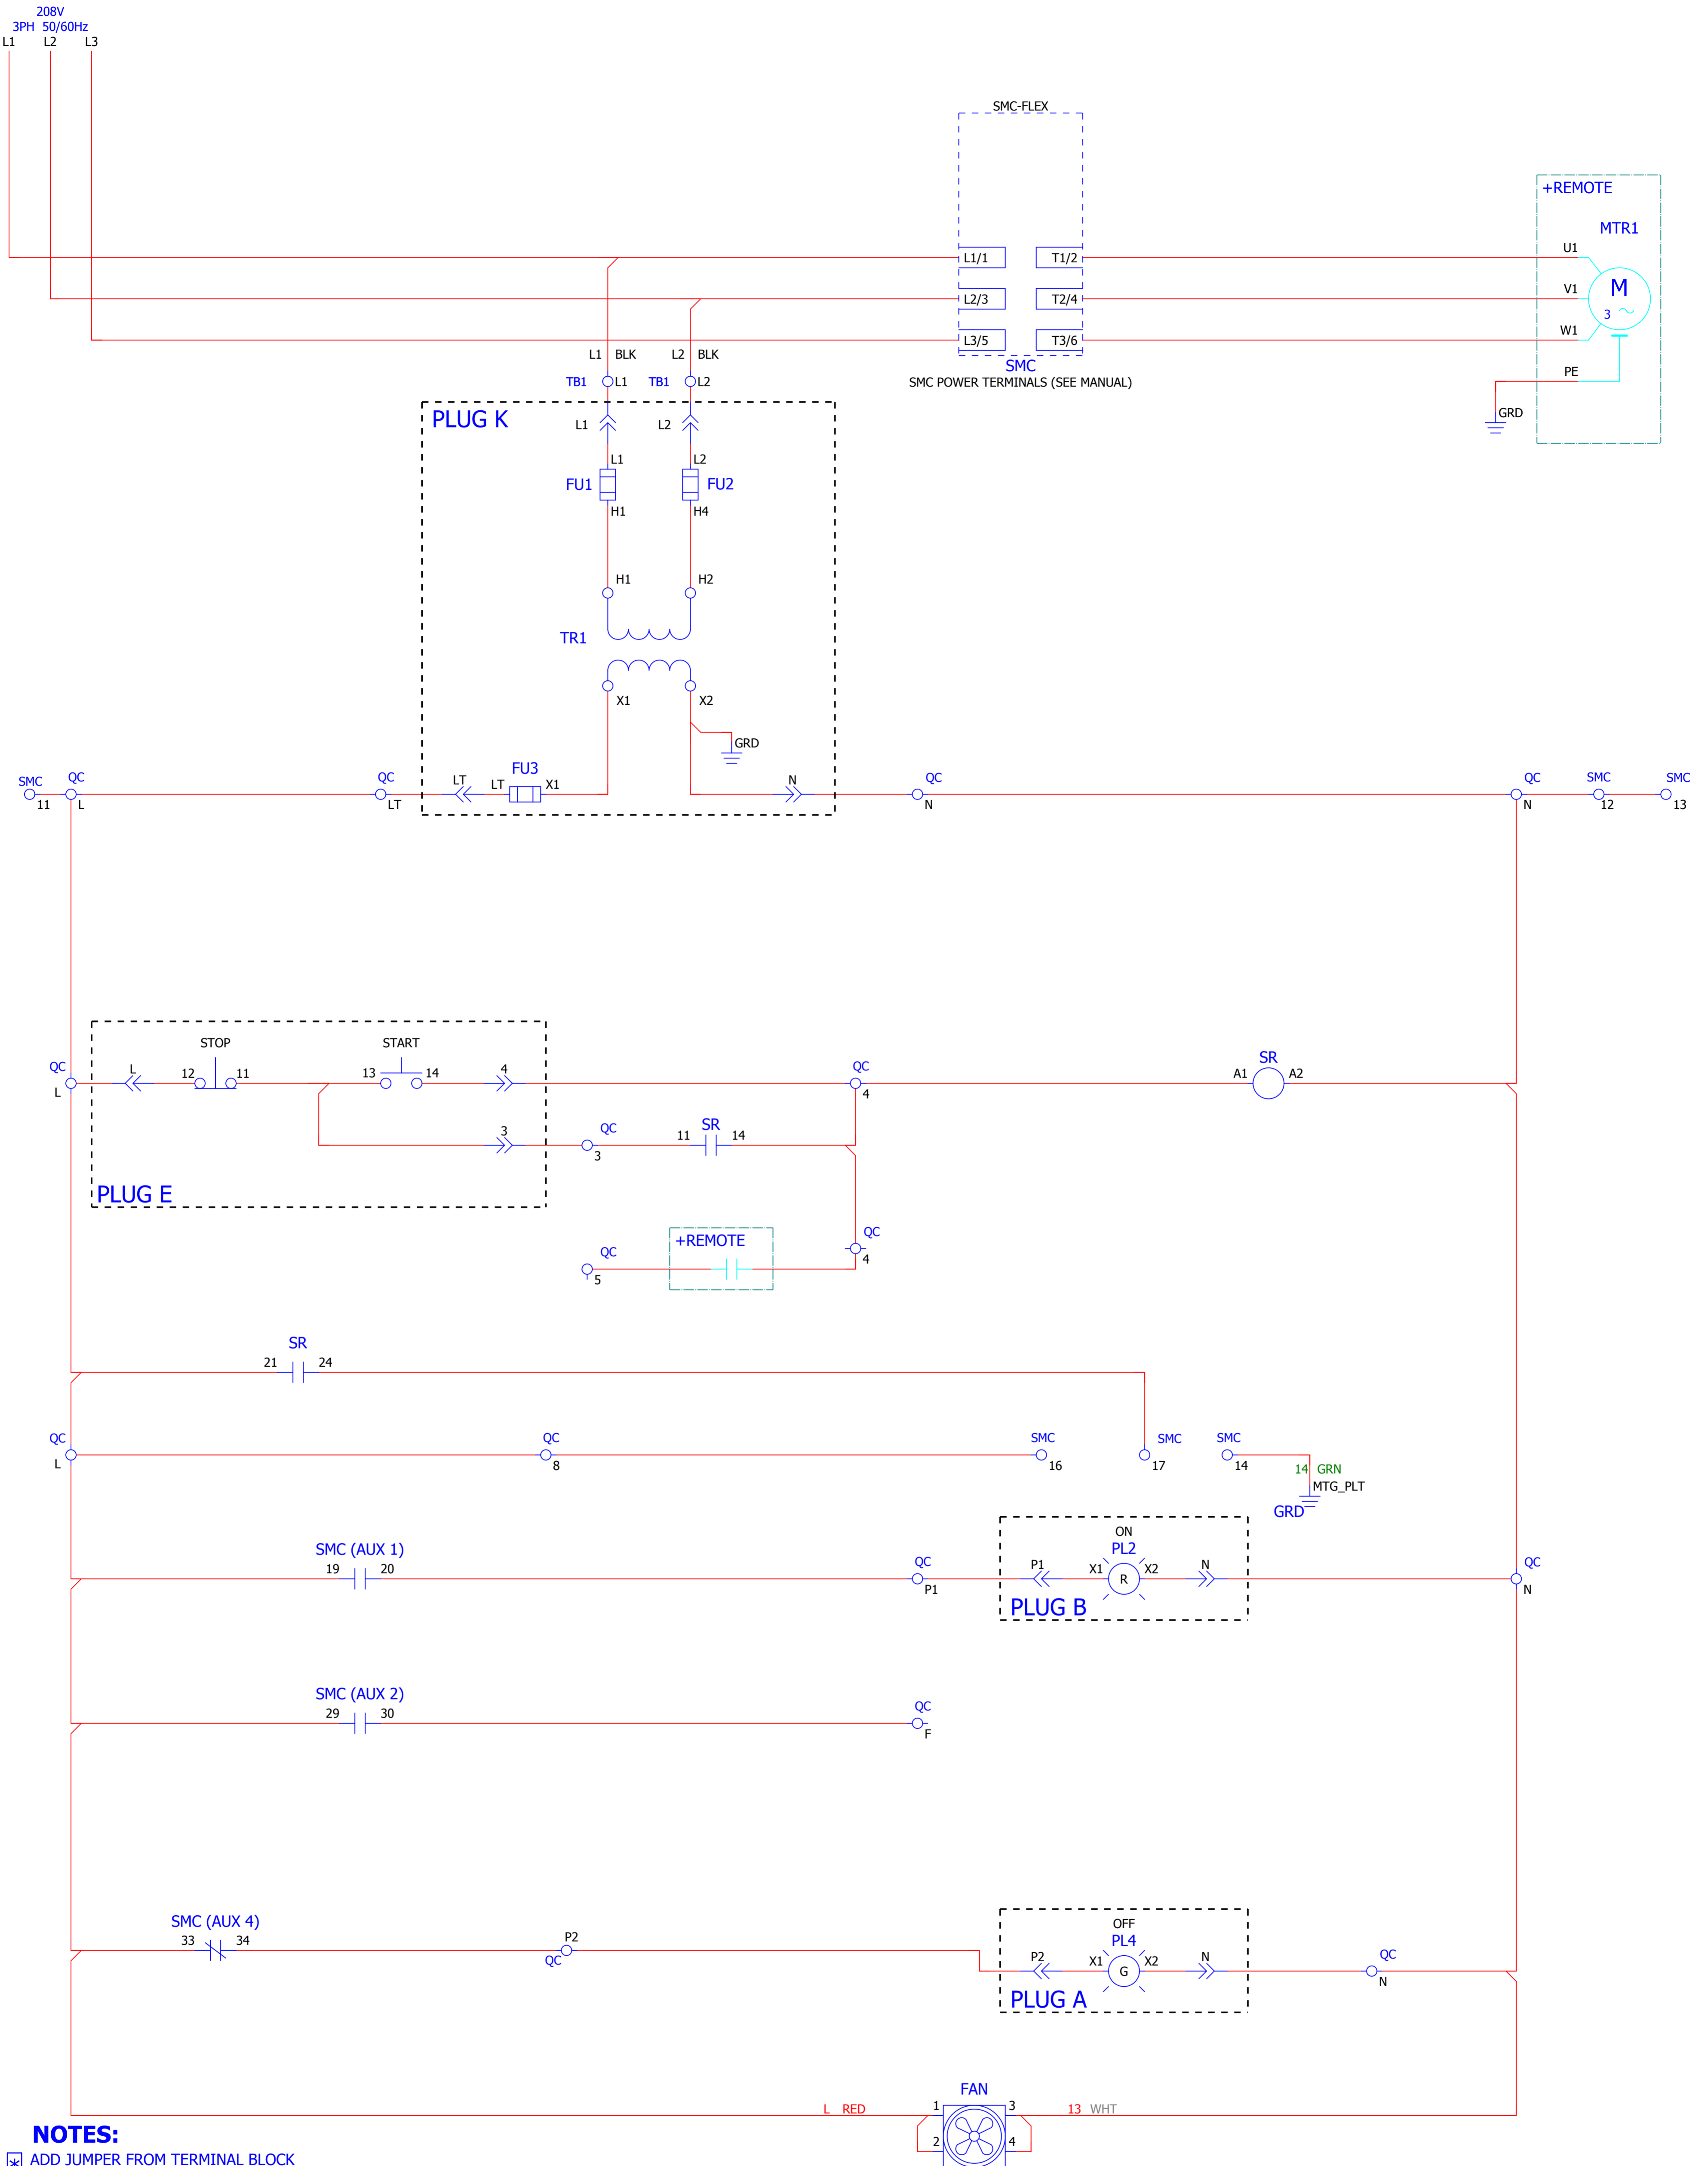 208V
3PH 50/60Hz
L1 L2 L3
SMC-FLEX
+REMOTE
MTR1
L1/1 T1/2 U1
L2/3 T2/4 V1
M
3
L3/5 T3/6 W1
SMC
SMC POWER TERMINALS (SEE MANUAL)
PE
GRD
L1 BLK L2 BLK
TB1 L1 TB1 L2
PLUG K
L1 L2
L1 L2
FU1 FU2
H1 H4
H1 H2
TR1
X1 X2
GRD
FU3
SMC QC QC LT LT X1 N QC QC SMC SMC
11 L LT N N 12 13
STOP START
QC L 12 11 13 14 4 QC SR
L 4 A1 A2
3 QC 11 SR 14
3
PLUG E
+REMOTE
QC QC
5 4
SR
21 24
QC QC SMC SMC SMC
L 8 16 17 14
14 GRN
MTG_PLT
GRD
ON
SMC (AUX 1) PL2
19 20 QC P1 X1 R X2 N QC
P1 N
PLUG B
SMC (AUX 2)
29 30 QC
F
OFF
SMC (AUX 4) PL4
33 34 P2
QC
P2 X1 G X2 N QC
N
PLUG A
FAN
L RED 1 3 13 WHT
2 4
NOTES:
* ADD JUMPER FROM TERMINAL BLOCK